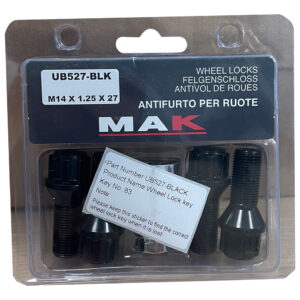 UB527-BLK
M14 X 1.25 X 27
WHEEL LOCKS
FELGENSCHLOSS
ANTIVOL DE ROUES
ANTIFURTO PER RUOTE
MAK
Part Number UB527-BLACK
Product Name Wheel Lock key
Key No. 83
Note
Please keep this sticker to find the correct
wheel lock key when it is lost